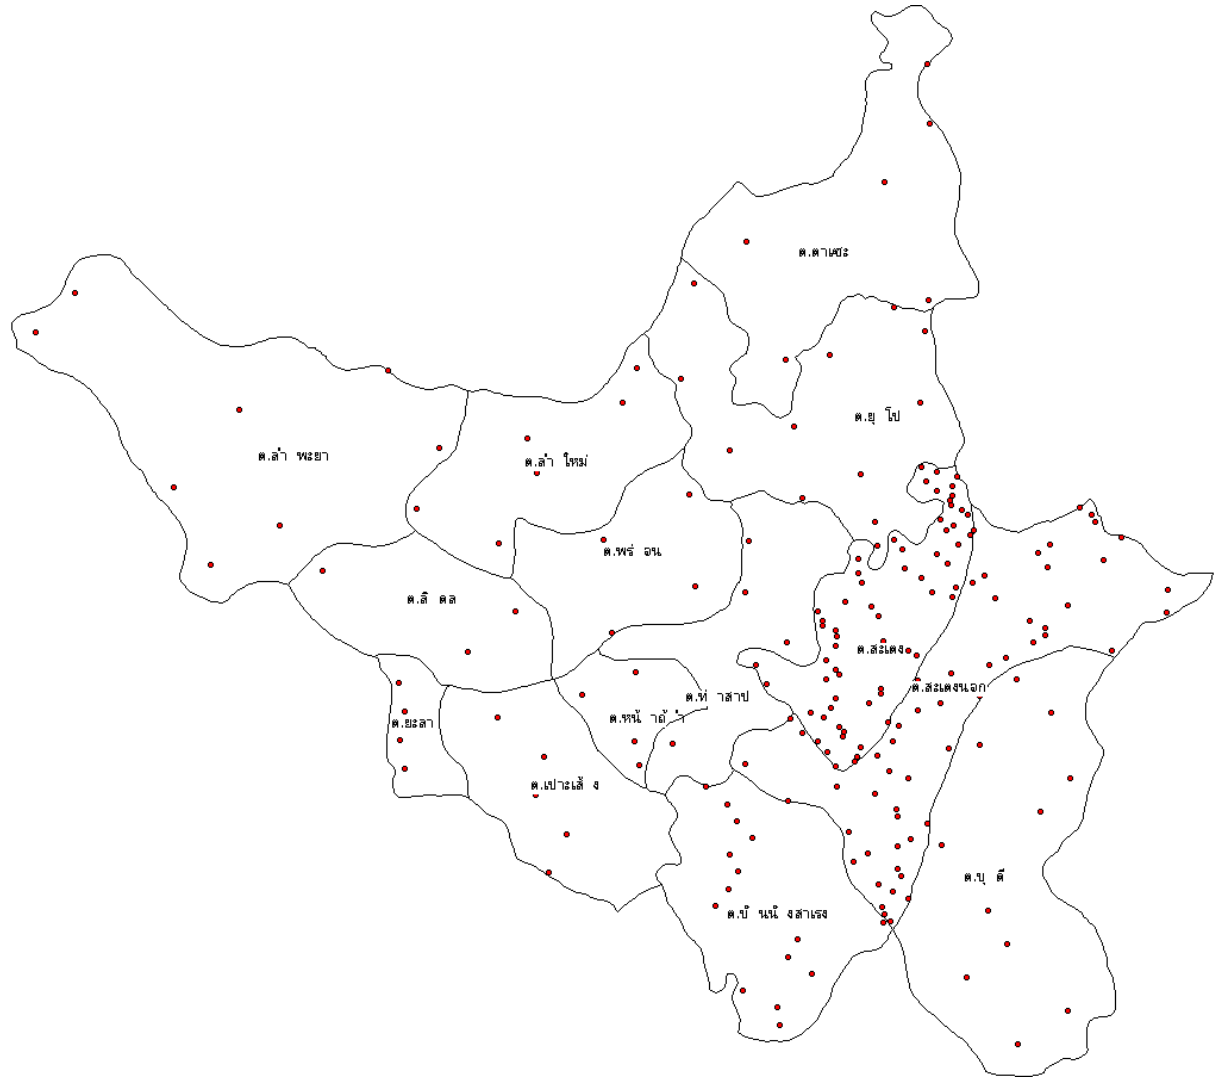 ต.ตาเซะ
ต.ยุ โป
ต.ลำ พะยา
ต.ลำ ใหม่
ต.พร่ อน
ต.ลิ ดล
ต.สะเตง
ต.สะเตงนอก
ต.ท่ าสาป
ต.หน้ าถ้ ำ
ต.ยะลา
ต.เปาะเส้ ง
ต.บุ ดี
ต.บั นนั งสาเรง